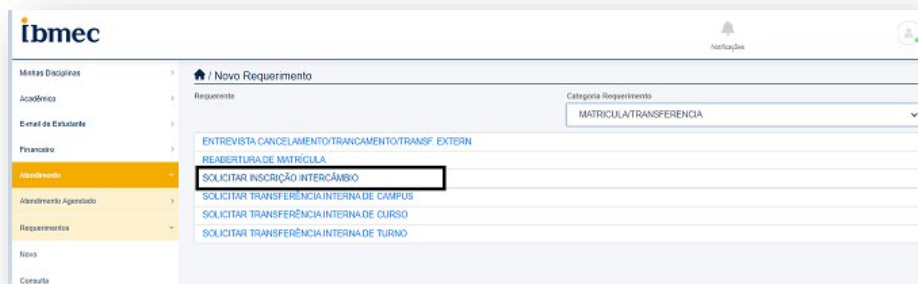 ibmec
Notificações
Minhas Disciplinas
Acadêmico
E-mail de Estudante
Financeiro
Atendimento
Atendimento Agendado
Requerimentos
Novo
Consulta
/ Novo Requerimento
Requerente
Categoria Requerimento
MATRICULA/TRANSFERENCIA
ENTREVISTA CANCELAMENTO/TRANCAMENTO/TRANSF. EXTERN
REABERTURA DE MATRÍCULA
SOLICITAR INSCRIÇÃO INTERCÂMBIO
SOLICITAR TRANSFERÊNCIA INTERNA DE CAMPUS
SOLICITAR TRANSFERÊNCIA INTERNA DE CURSO
SOLICITAR TRANSFERÊNCIA INTERNA DE TURNO